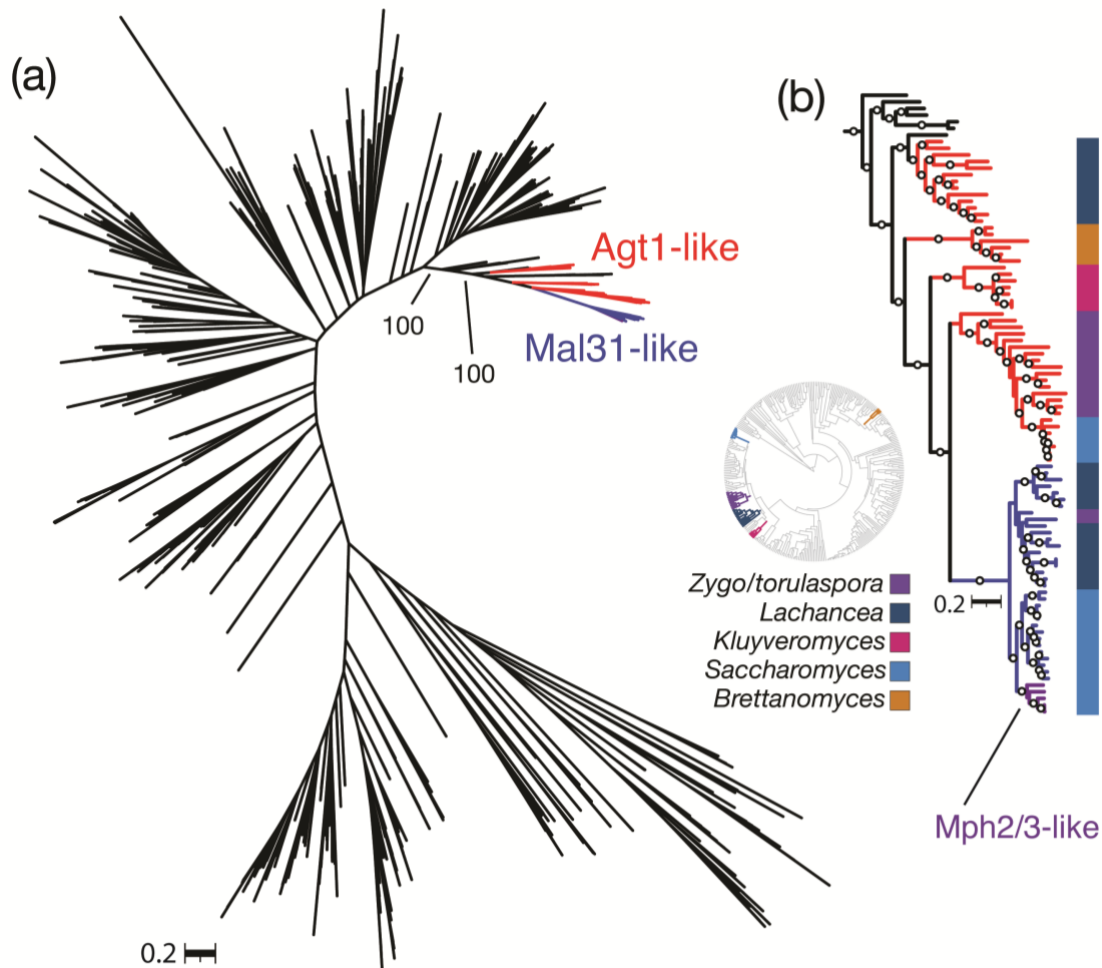 (a)
(b)
Agt1-like
100
Mal31-like
100
Zygo/torulaspora
Lachancea
0.2
Kluyveromyces
Saccharomyces
Brettanomyces
Mph2/3-like
0.2